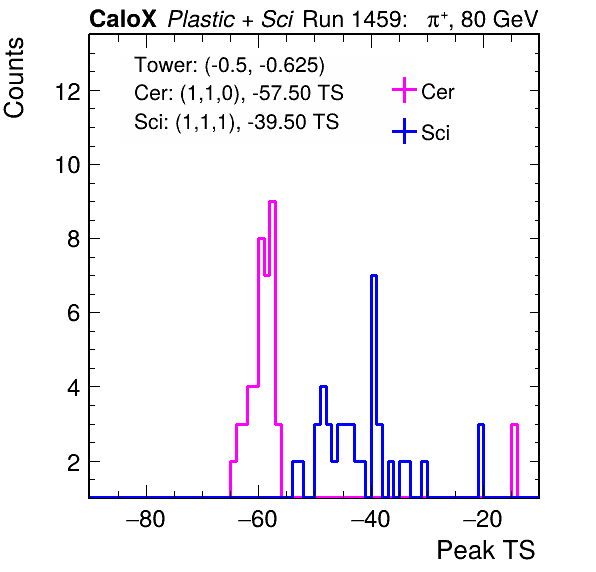 CaloX Plastic + Sci Run 1459: π⁺, 80 GeV
Tower: (-0.5, -0.625)
Cer: (1,1,0), -57.50 TS
Sci: (1,1,1), -39.50 TS
Cer
Sci
Counts
12
10
8
6
4
2
−80 −60 −40 −20
Peak TS